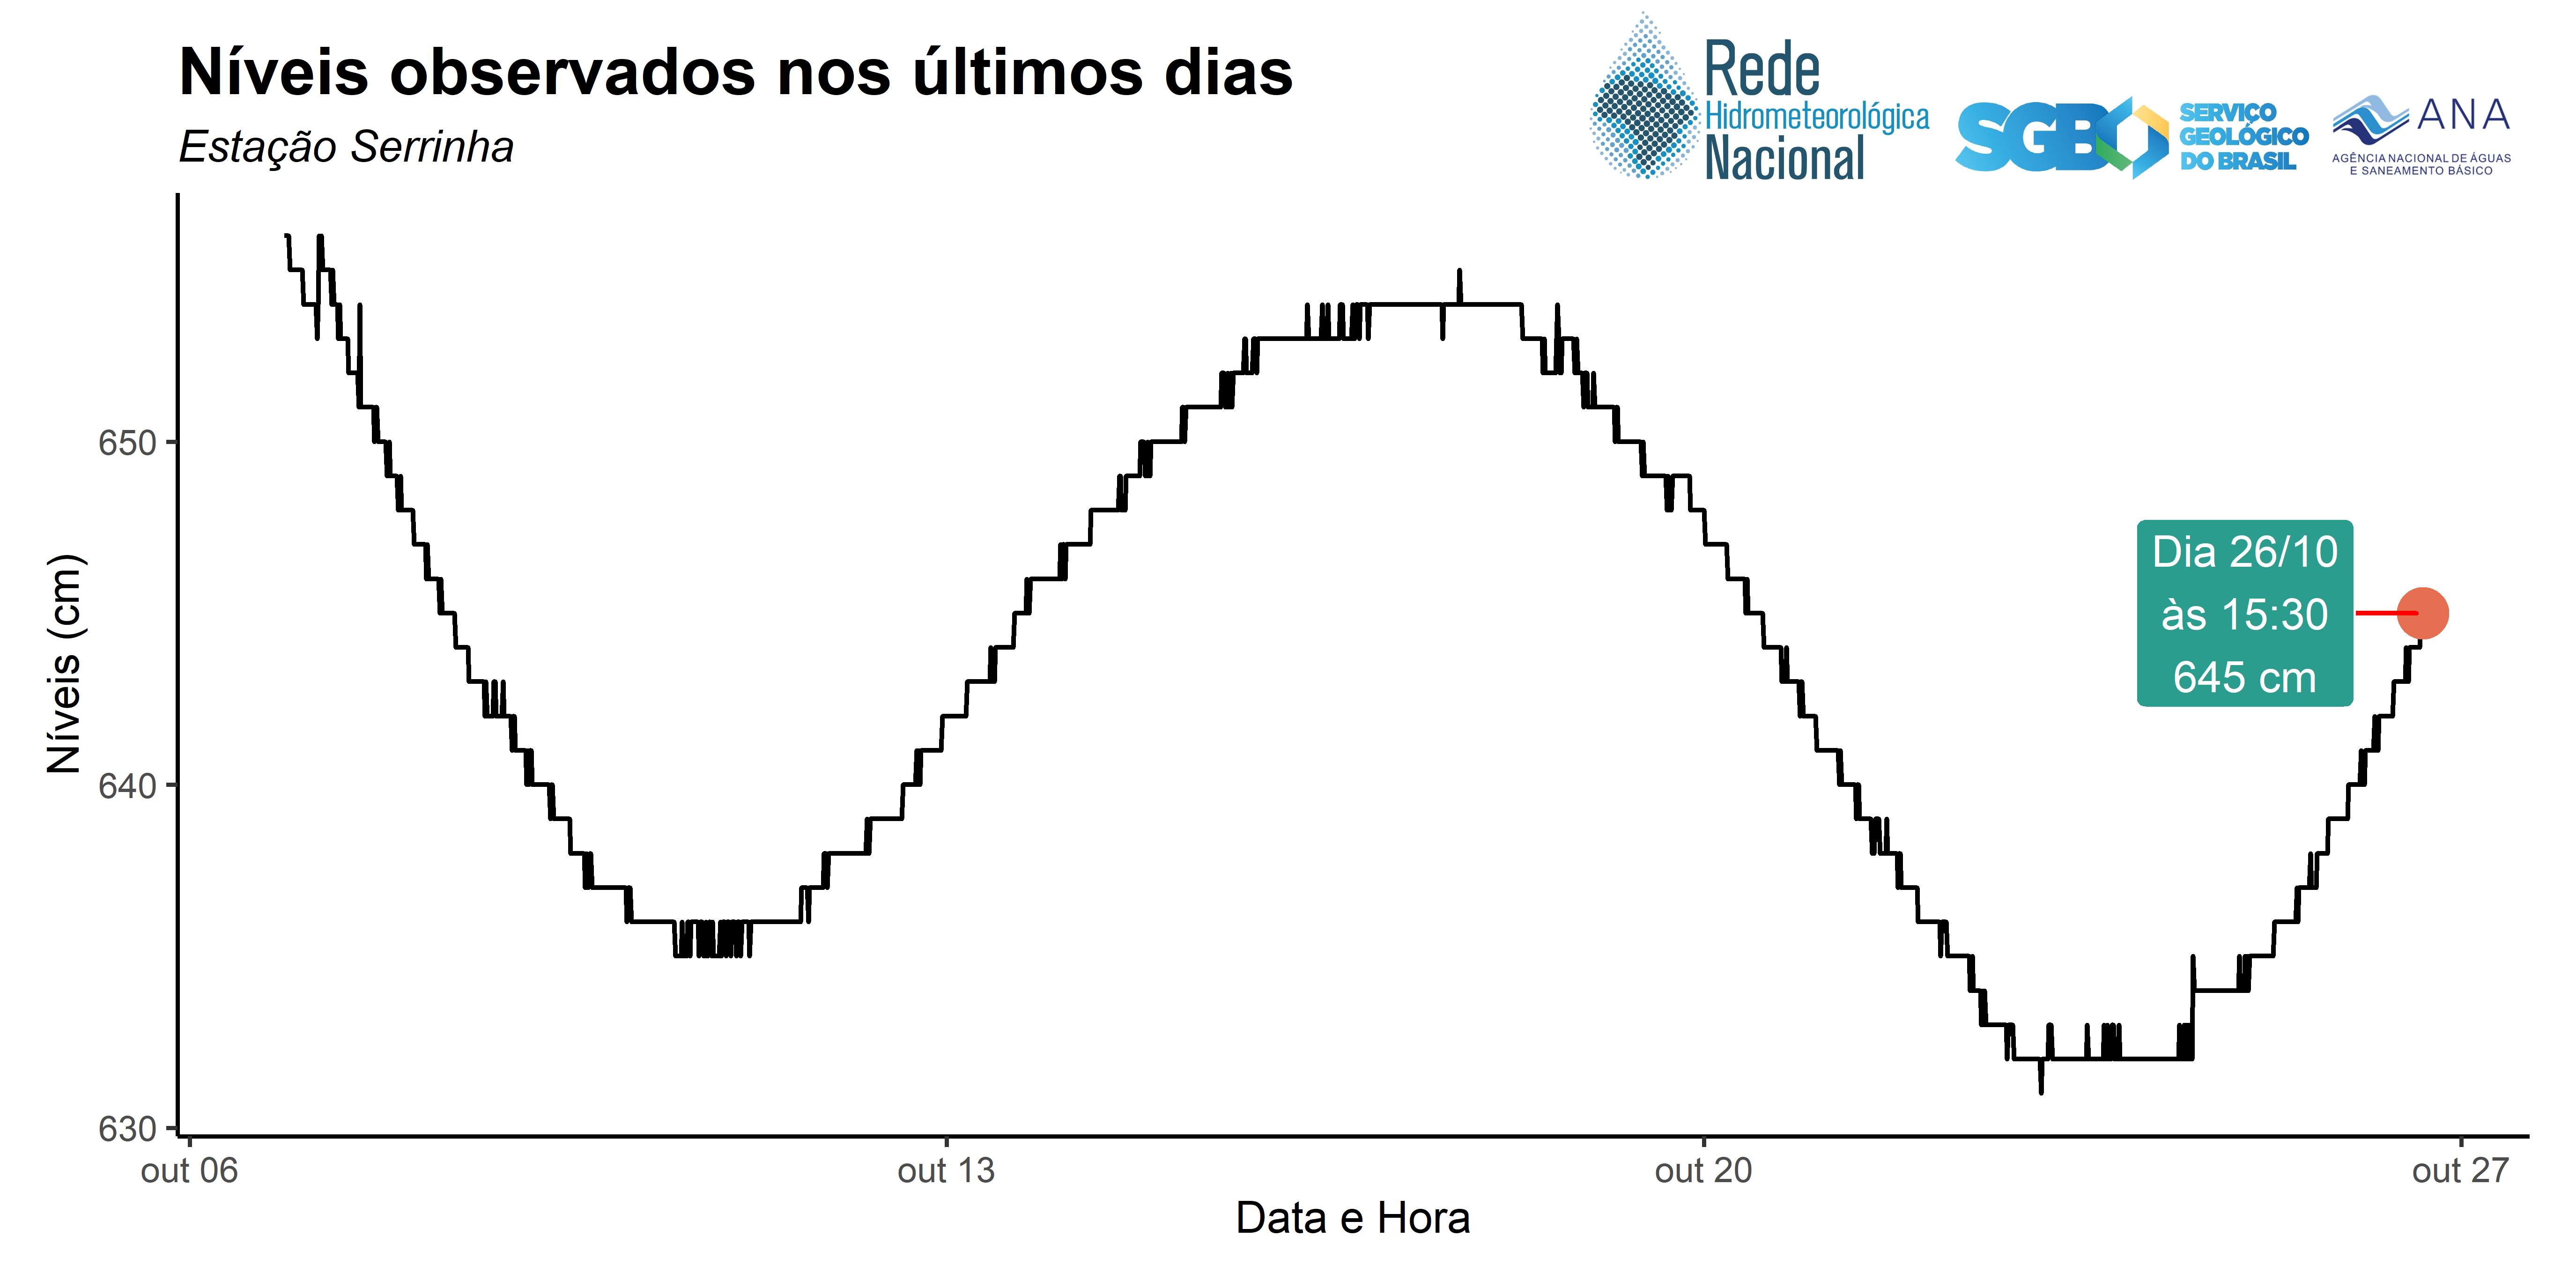 Níveis observados nos últimos dias
Estação Serrinha
Rede
Hidrometeorológica
Nacional
SGB
SERVIÇO
GEOLÓGICO
DO BRASIL
ANA
AGÊNCIA NACIONAL DE ÁGUAS
E SANEAMENTO BÁSICO
Níveis (cm)
650
640
630
Dia 26/10
às 15:30
645 cm
out 06
out 13
out 20
out 27
Data e Hora